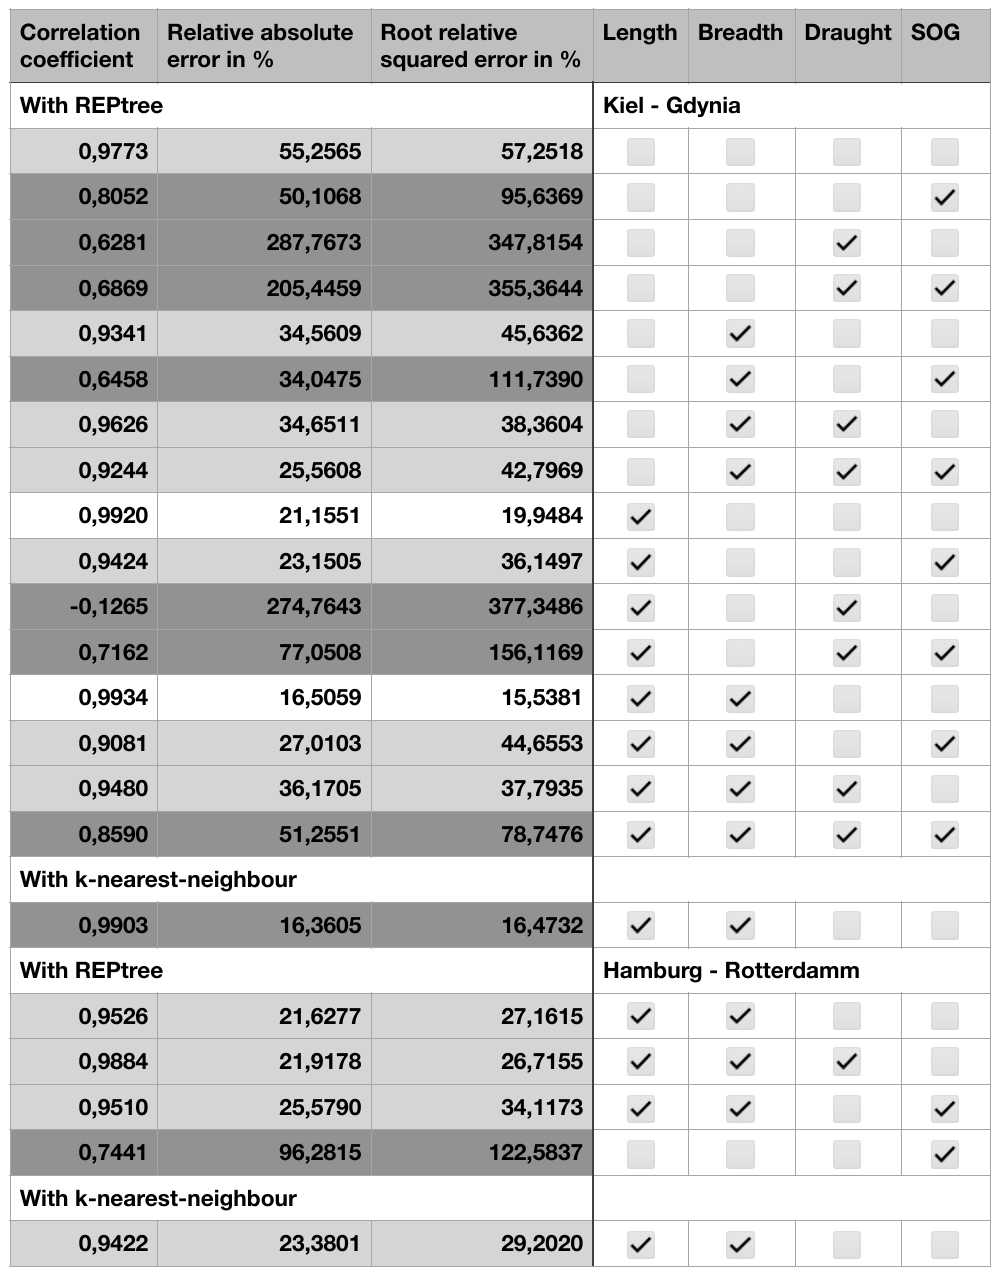 Correlation coefficient Relative absolute error in % Root relative squared error in % Length Breadth Draught SOG
With REPtree Kiel - Gdynia
0,9773 55,2565 57,2518
0,8052 50,1068 95,6369 ✓
0,6281 287,7673 347,8154 ✓
0,6869 205,4459 355,3644 ✓ ✓
0,9341 34,5609 45,6362 ✓
0,6458 34,0475 111,7390 ✓ ✓
0,9626 34,6511 38,3604 ✓ ✓
0,9244 25,5608 42,7969 ✓ ✓ ✓
0,9920 21,1551 19,9484 ✓
0,9424 23,1505 36,1497 ✓ ✓
-0,1265 274,7643 377,3486 ✓ ✓
0,7162 77,0508 156,1169 ✓ ✓ ✓
0,9934 16,5059 15,5381 ✓ ✓
0,9081 27,0103 44,6553 ✓ ✓ ✓
0,9480 36,1705 37,7935 ✓ ✓ ✓
0,8590 51,2551 78,7476 ✓ ✓ ✓ ✓
With k-nearest-neighbour
0,9903 16,3605 16,4732 ✓ ✓
With REPtree Hamburg - Rotterdamm
0,9526 21,6277 27,1615 ✓ ✓
0,9884 21,9178 26,7155 ✓ ✓ ✓
0,9510 25,5790 34,1173 ✓ ✓ ✓
0,7441 96,2815 122,5837 ✓
With k-nearest-neighbour
0,9422 23,3801 29,2020 ✓ ✓